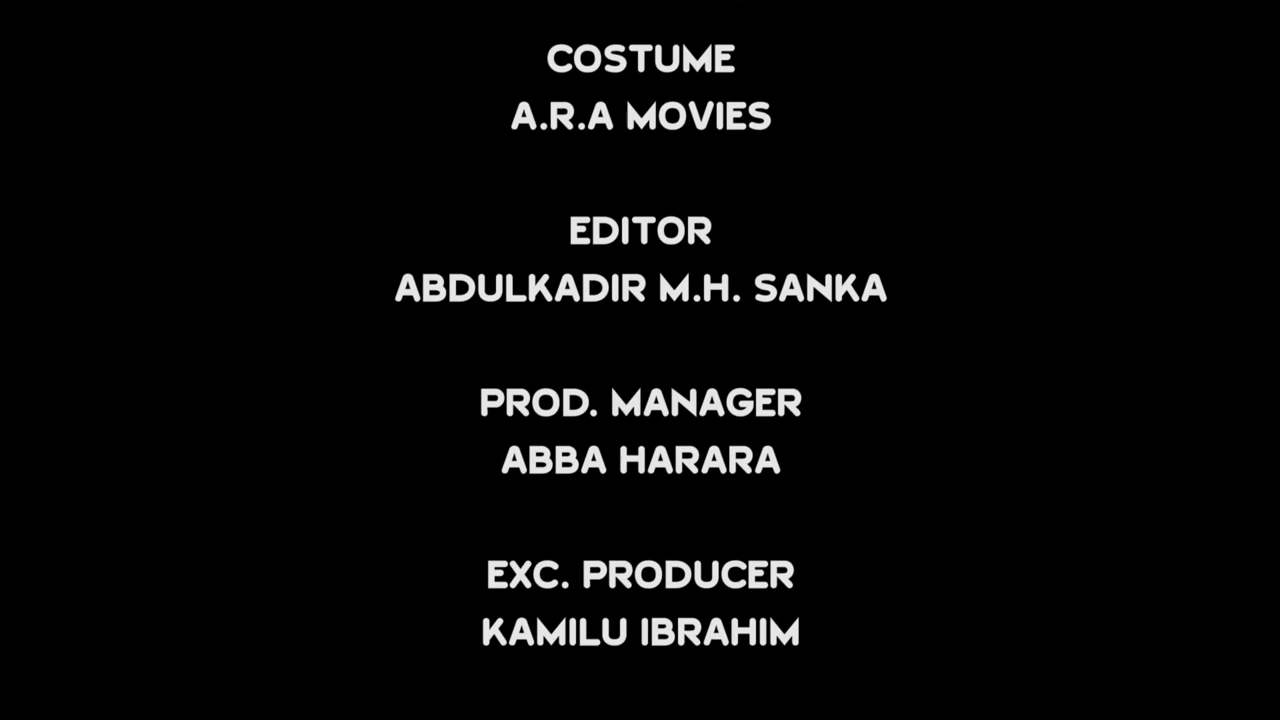 COSTUME
A.R.A MOVIES
EDITOR
ABDULKADIR M.H. SANKA
PROD. MANAGER
ABBA HARARA
EXC. PRODUCER
KAMILU IBRAHIM